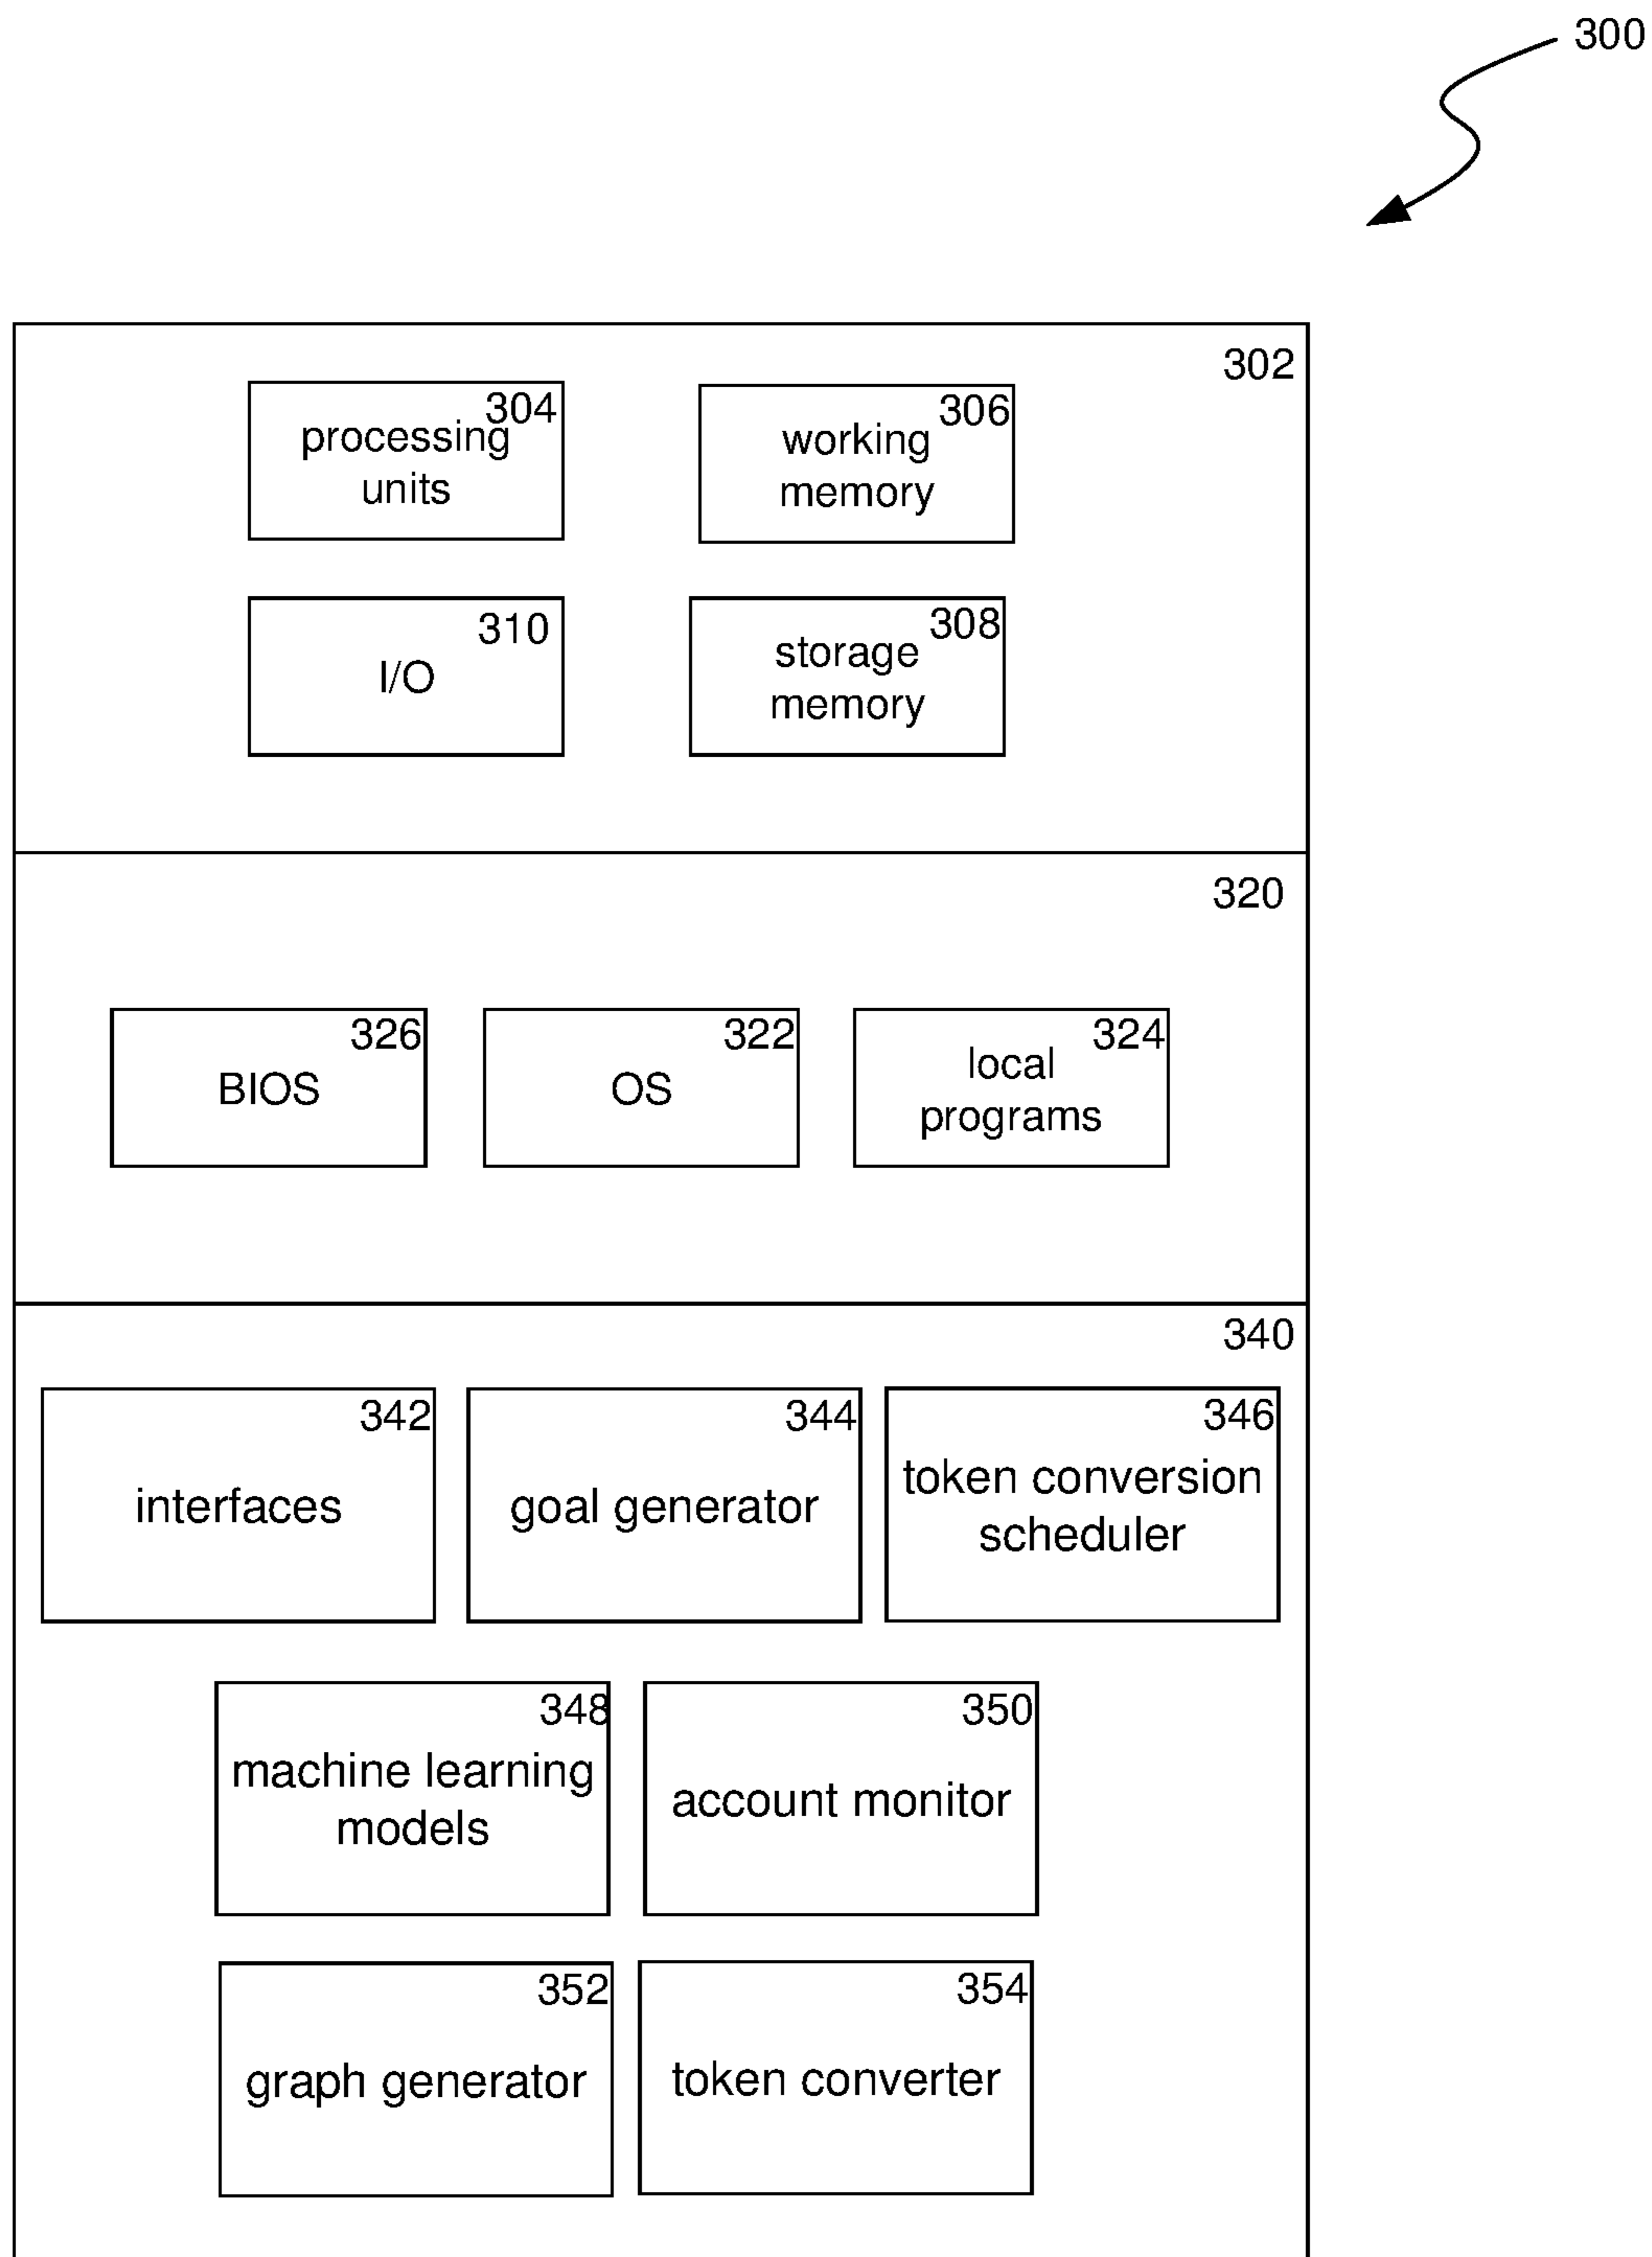 300
302
304
processing
units
306
working
memory
310
I/O
308
storage
memory
320
326
BIOS
322
OS
324
local
programs
340
342
interfaces
344
goal generator
346
token conversion
scheduler
348
machine learning
models
350
account monitor
352
graph generator
354
token converter